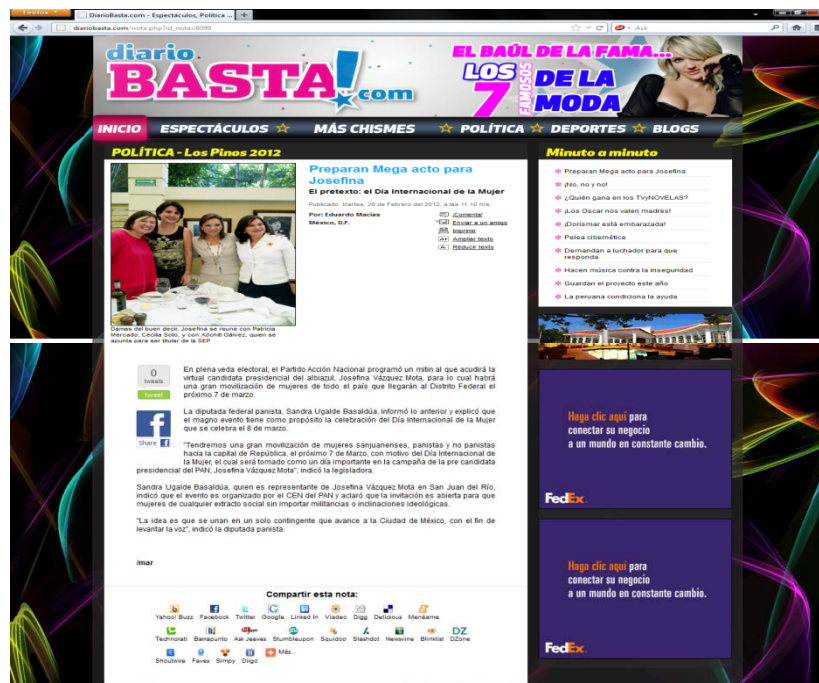 Firefox
DiarioBasta.com - Espectáculos, Política ...
diariobasta.com/nota.php?id_nota=6000
Ask
diario
BASTA!
.com
EL BAÚL DE LA FAMA...
LOS 7 FAMOSOS DE LA MODA
INICIO ESPECTÁCULOS MÁS CHISMES POLÍTICA DEPORTES BLOGS
POLÍTICA - Los Pinos 2012
Preparan Mega acto para
Josefina
El pretexto: el Día Internacional de la Mujer
Publicado: Martes, 28 de Febrero del 2012, a las 11:10 hrs.
Por: Eduardo Macías
México, D.F.
¡Comenta!
Enviar a un amigo
Imprimir
A+ Ampliar texto
A- Reducir texto
Damas del buen decir, Josefina se reune con Patricia
Mercado, Cecilia Soto, y con Xóchitl Gálvez, quien se
apunta para ser titular de la SEP
Minuto a minuto
Preparan Mega acto para Josefina
¡No, no y no!
¿Quién gana en los TVyNOVELAS?
¡Los Oscar nos valen madres!
¡Dorismar está embarazada!
Pelea cibernética
Demandan a luchador para que
responda
Hacen música contra la inseguridad
Guardan el proyecto este año
La peruana condiciona la ayuda
0
tweets
tweet
Share
En plena veda electoral, el Partido Acción Nacional programó un mitin al que acudirá la
virtual candidata presidencial del albiazul, Josefina Vázquez Mota, para lo cual habrá
una gran movilización de mujeres de todo el país que llegarán al Distrito Federal el
próximo 7 de marzo.
La diputada federal panista, Sandra Ugalde Basaldúa, informó lo anterior y explicó que
el magno evento tiene como propósito la celebración del Día Internacional de la Mujer
que se celebra el 8 de marzo.
"Tendremos una gran movilización de mujeres sanjuanenses, panistas y no panistas
hacia la capital de República, el próximo 7 de Marzo, con motivo del Día Internacional de
la Mujer, el cual será tomado como un día importante en la campaña de la pre candidata
presidencial del PAN, Josefina Vázquez Mota", indicó la legisladora.
Sandra Ugalde Basaldúa, quien es representante de Josefina Vázquez Mota en San Juan del Río,
indicó que el evento es organizado por el CEN del PAN y aclaró que la invitación es abierta para que
mujeres de cualquier extracto social sin importar militancias o inclinaciones ideológicas.
"La idea es que se unan en un solo contingente que avance a la Ciudad de México, con el fin de
levantar la voz", indicó la diputada panista.
/mar
Compartir esta nota:
Yahoo! Buzz Facebook Twitter Google Linked In Viadeo Digg Delicious Menéame
Technorati Barrapunto Ask Jeeves Stumbleupon Squidoo Slashdot Newsvine Blinklist DZone
Shoutwire Faves Simpy Diigo Más...
Haga clic aquí para
conectar su negocio
a un mundo en constante cambio.
FedEx
Haga clic aquí para
conectar su negocio
a un mundo en constante cambio.
FedEx